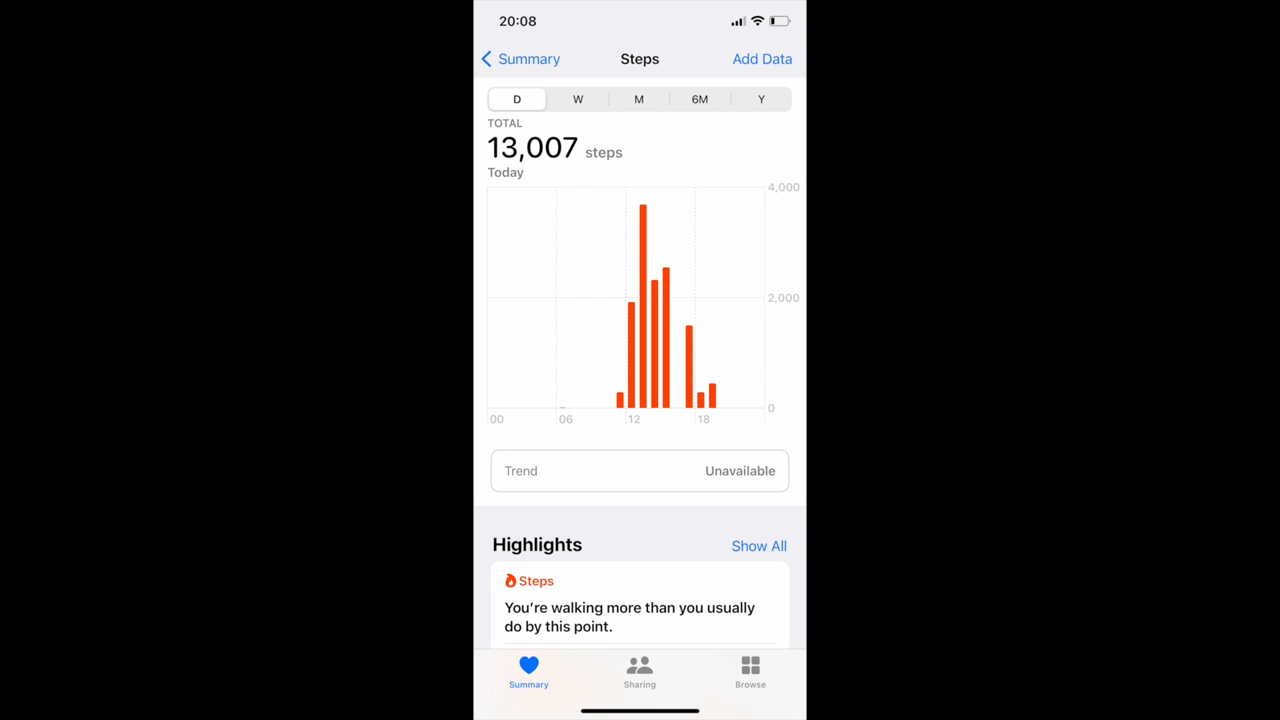 20:08
Summary
Steps
Add Data
D
W
M
6M
Y
TOTAL
13,007 steps
Today
4,000
2,000
0
00
06
12
18
Trend
Unavailable
Highlights
Show All
Steps
You’re walking more than you usually
do by this point.
Summary
Sharing
Browse